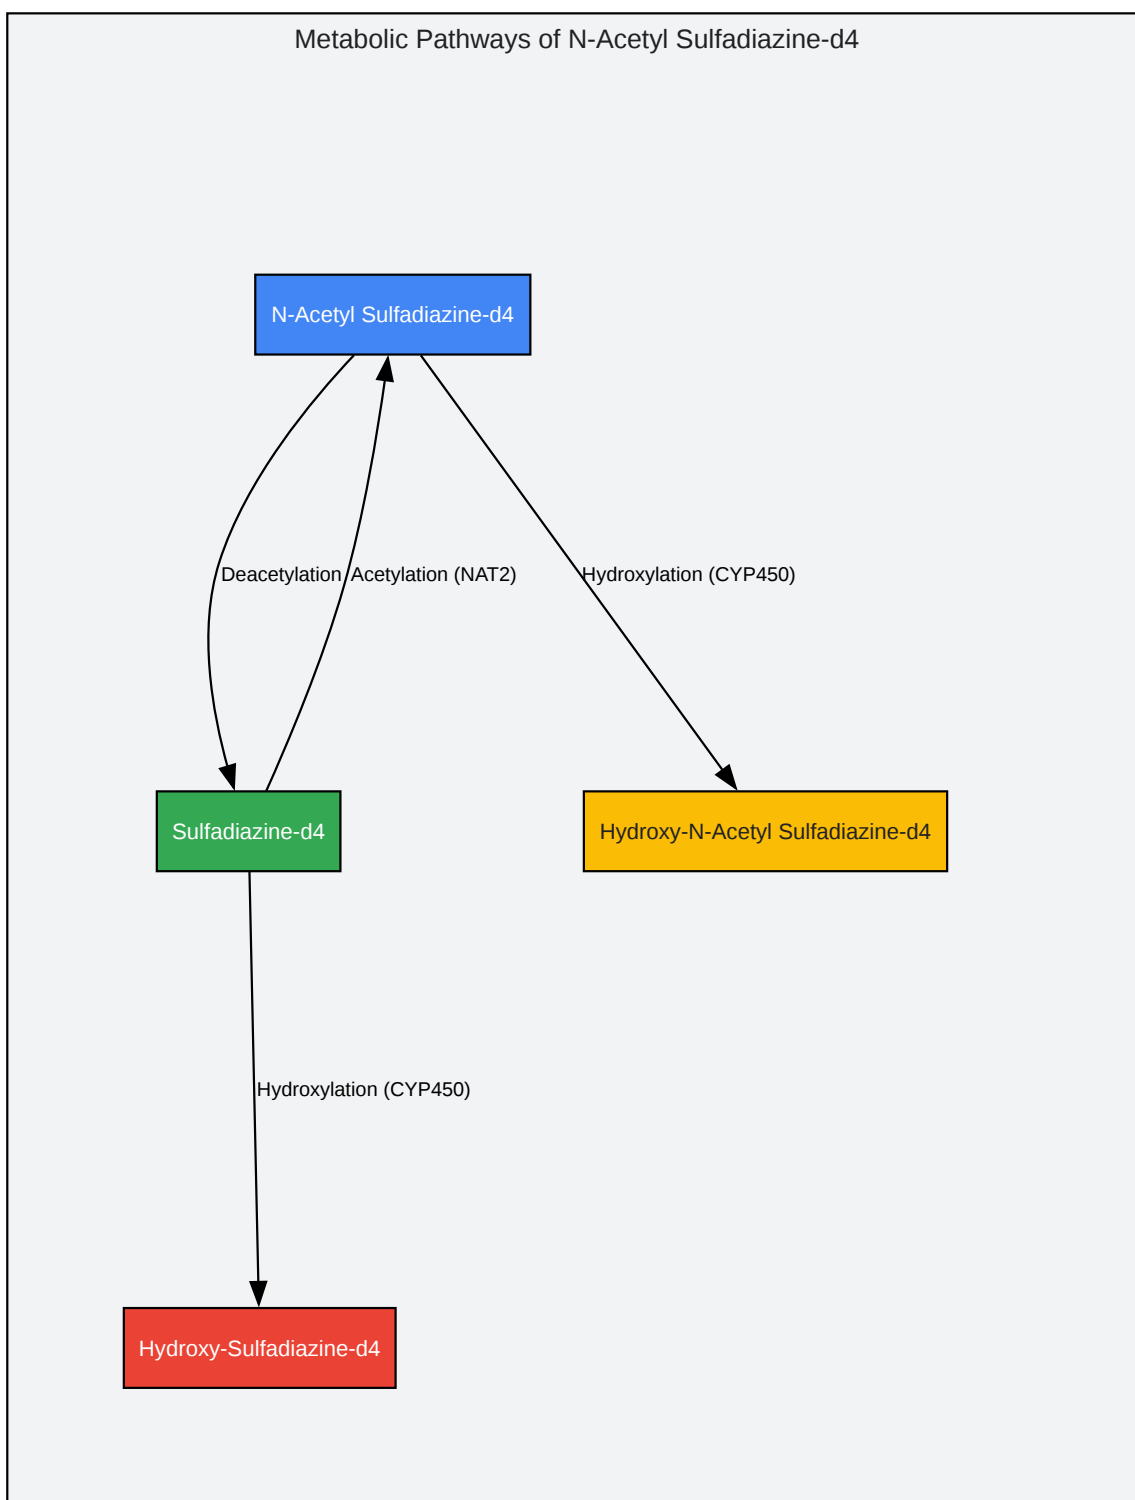 Metabolic Pathways of N-Acetyl Sulfadiazine-d4
N-Acetyl Sulfadiazine-d4
Deacetylation
Acetylation (NAT2)
Hydroxylation (CYP450)
Sulfadiazine-d4
Hydroxy-N-Acetyl Sulfadiazine-d4
Hydroxylation (CYP450)
Hydroxy-Sulfadiazine-d4